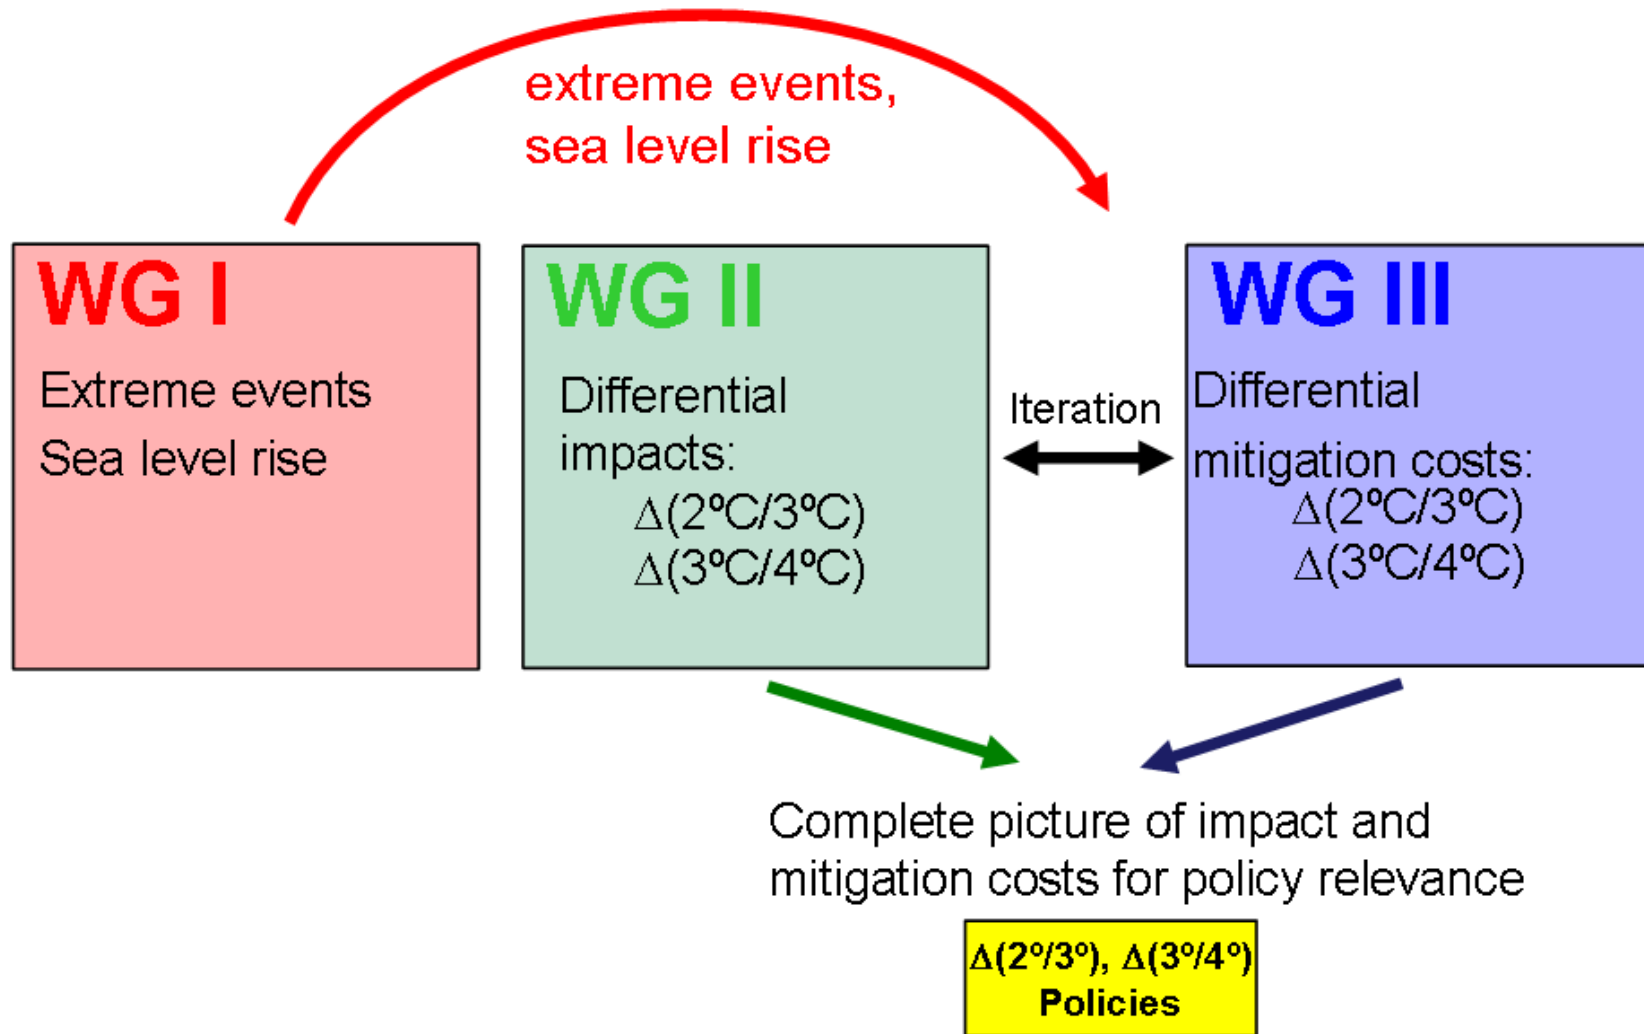 extreme events,
sea level rise
WG I
Extreme events
Sea level rise
WG II
Differential
impacts:
Δ(2ºC/3ºC)
Δ(3ºC/4ºC)
Iteration
WG III
Differential
mitigation costs:
Δ(2ºC/3ºC)
Δ(3ºC/4ºC)
Complete picture of impact and
mitigation costs for policy relevance
Δ(2º/3º), Δ(3º/4º)
Policies